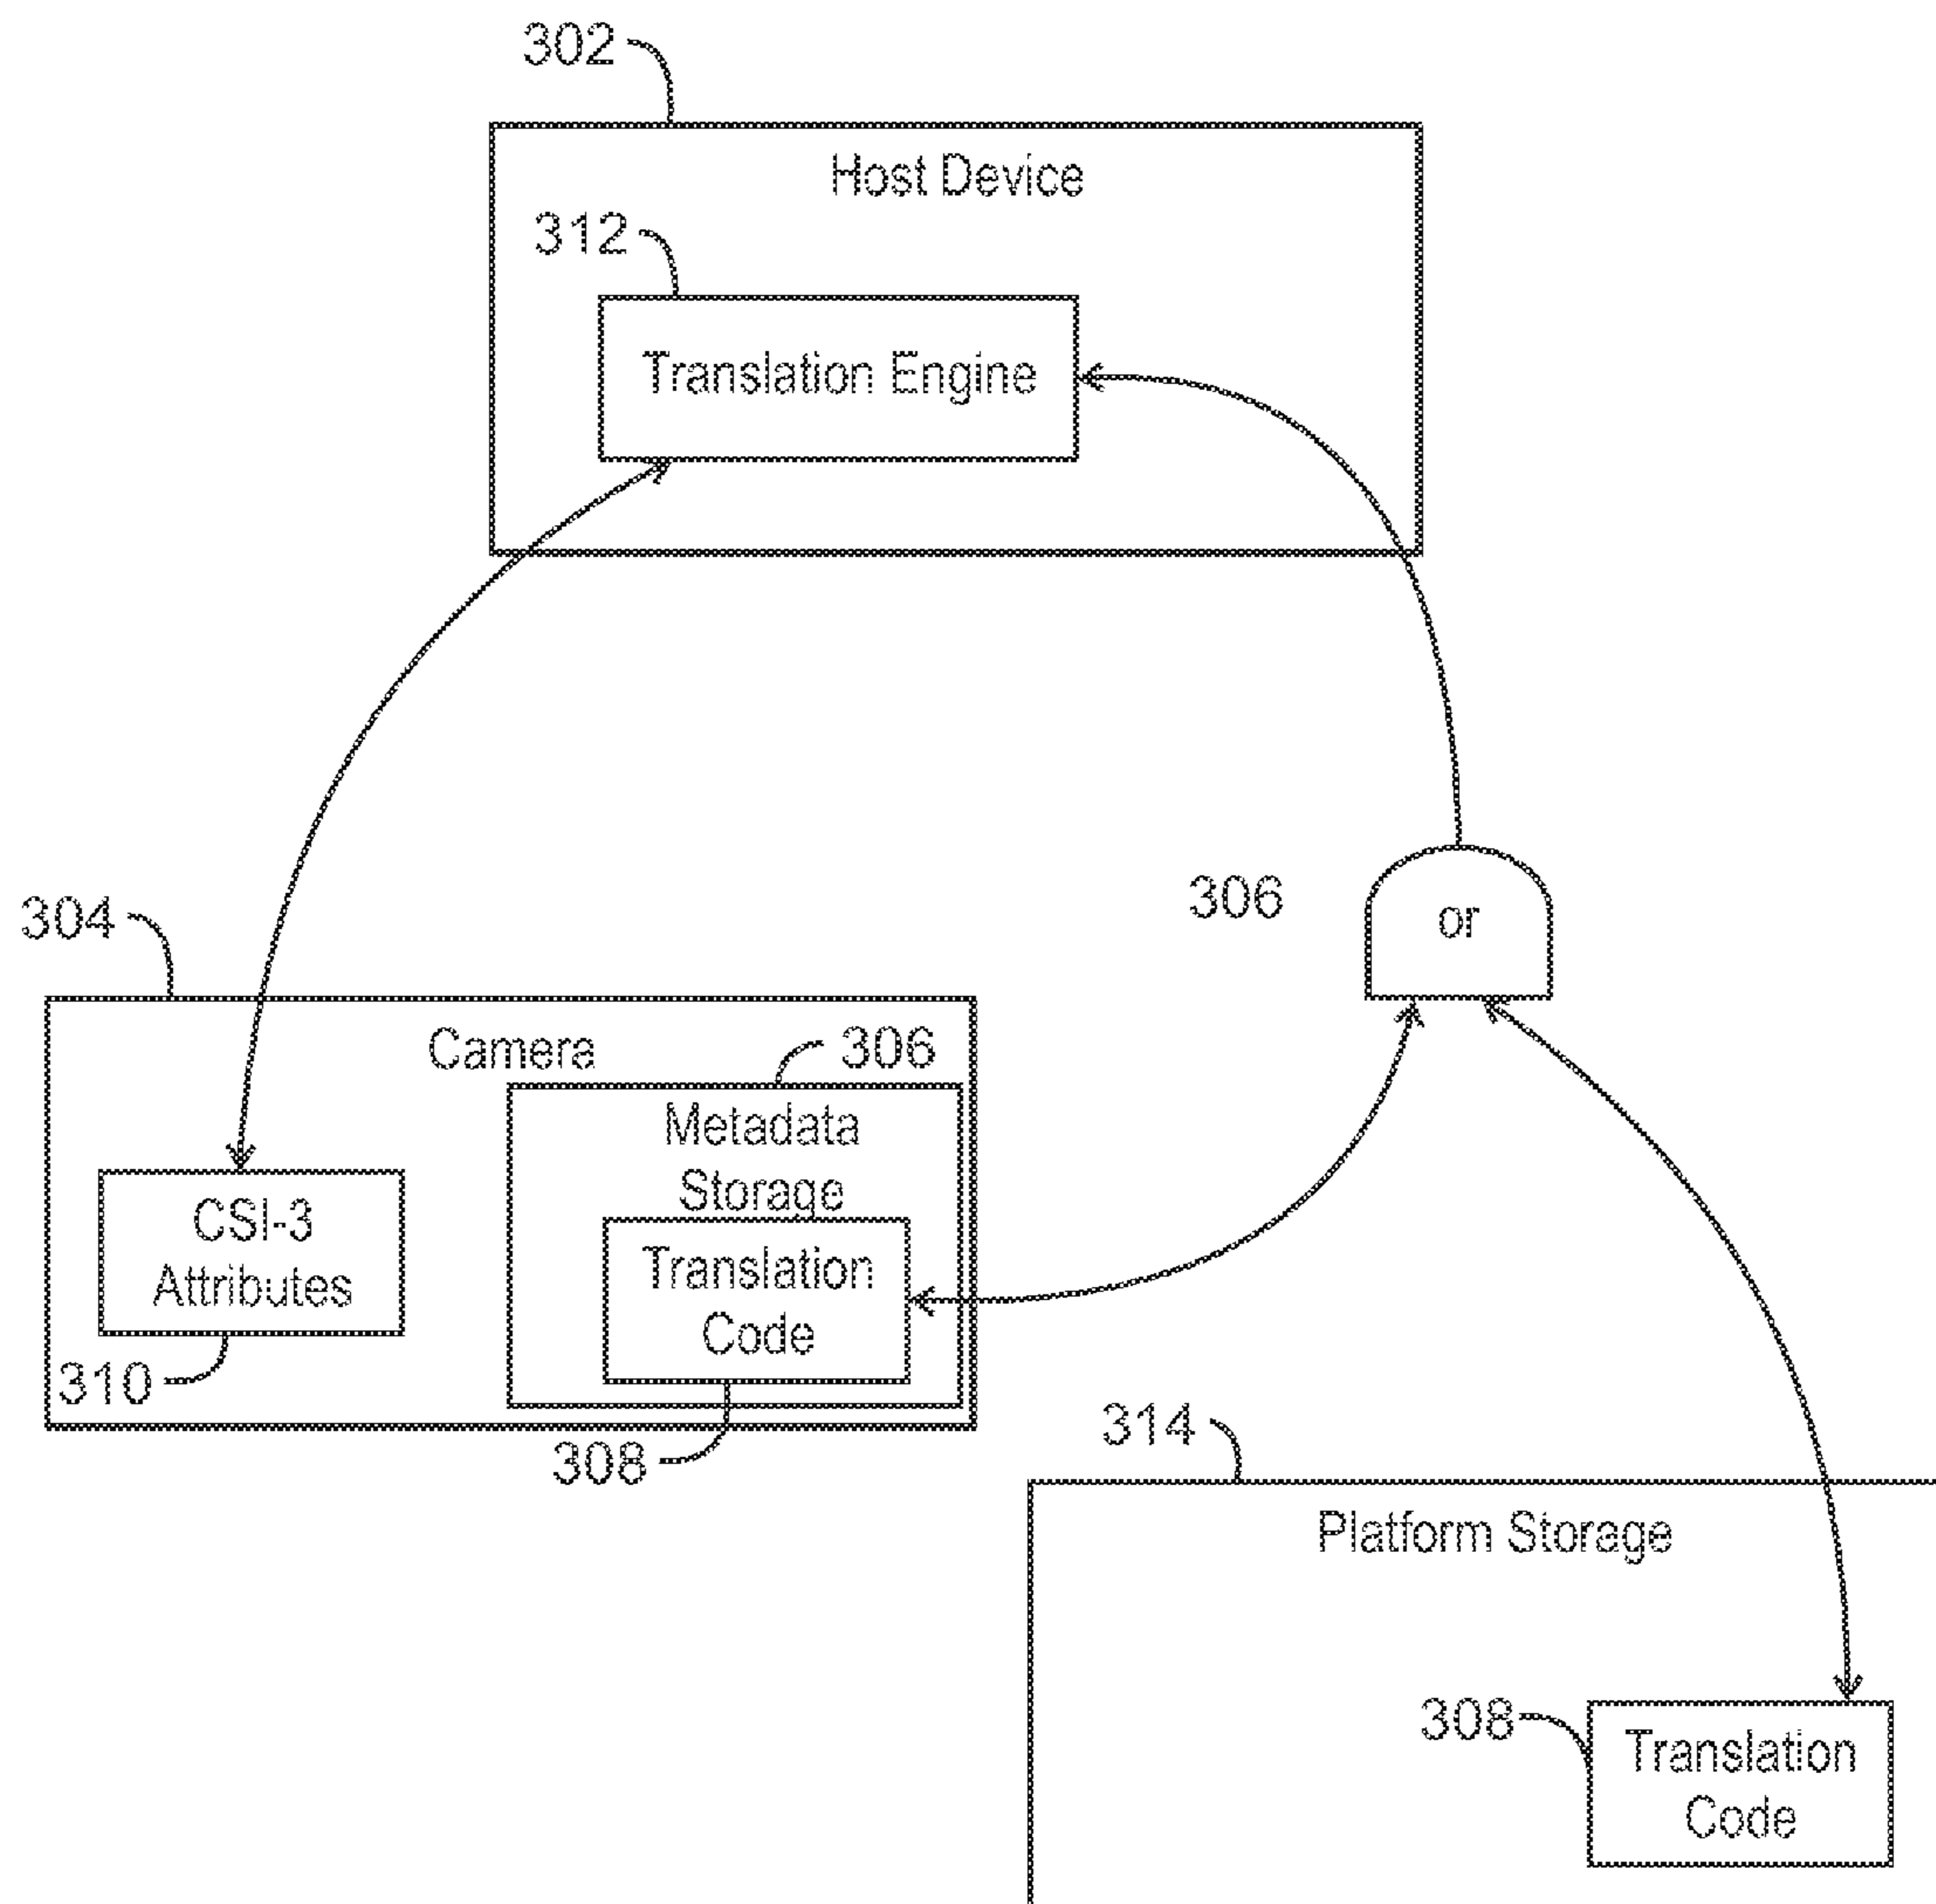 302
Host Device
312
Translation Engine
306
or
304
Camera
306
Metadata
Storage
CSI-3
Attributes
Translation
Code
310
308
314
Platform Storage
308
Translation
Code